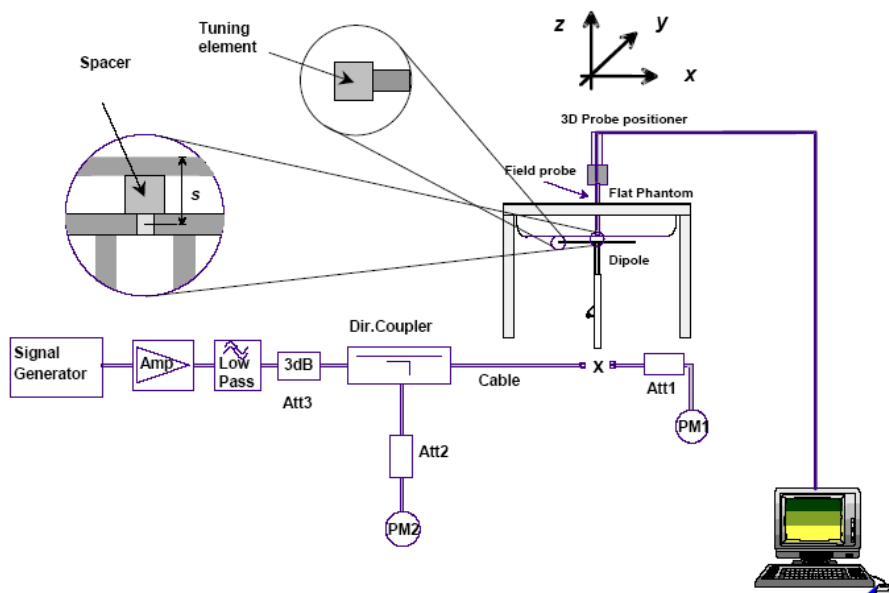 Tuning
element
Spacer
s
z
y
x
3D Probe positioner
Field probe
Flat Phantom
Dipole
Dir.Coupler
Signal
Generator
Amp
Low
Pass
3dB
Att3
Cable
x
Att1
PM1
Att2
PM2